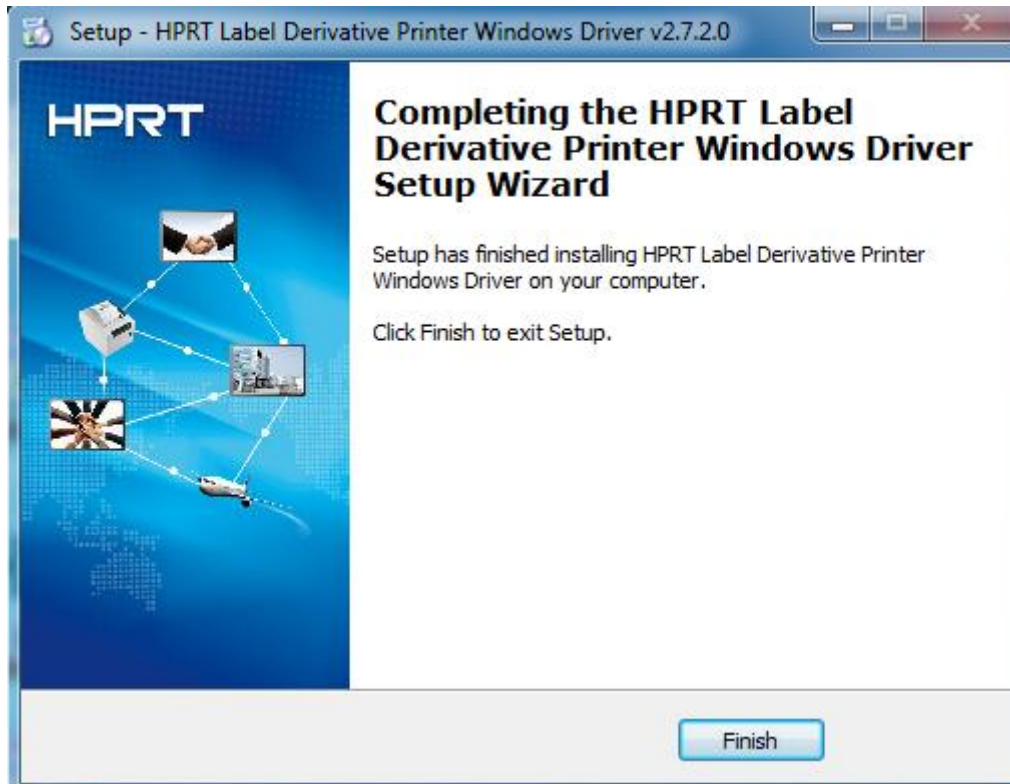 Setup - HPRT Label Derivative Printer Windows Driver v2.7.2.0
HPRT
Completing the HPRT Label
Derivative Printer Windows Driver
Setup Wizard
Setup has finished installing HPRT Label Derivative Printer
Windows Driver on your computer.
Click Finish to exit Setup.
Finish